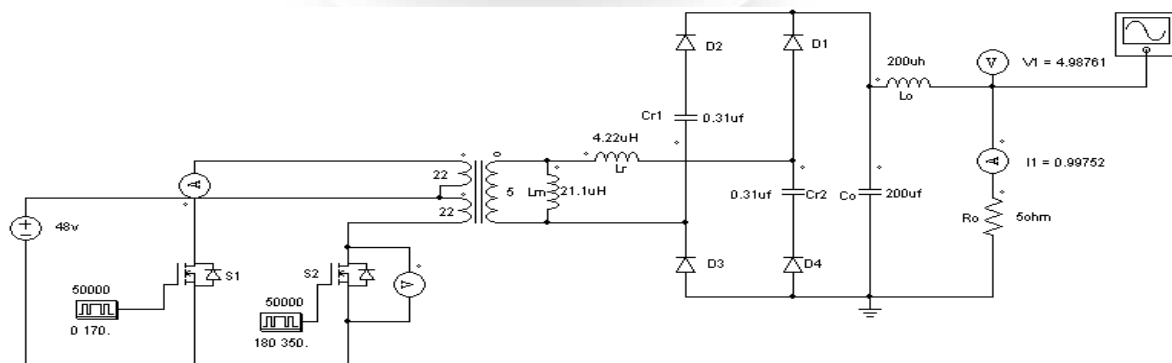 D2
D1
200uh
Lo
V
V1 = 4.98761
Cr1
0.31uf
4.22uH
Lr
A
I1 = 0.99752
22
22
5
Lm
21.1uH
0.31uf
Cr2
Co
200uf
Ro
5ohm
A
48v
S1
S2
V
D3
D4
50000
0 170.
50000
180 350.